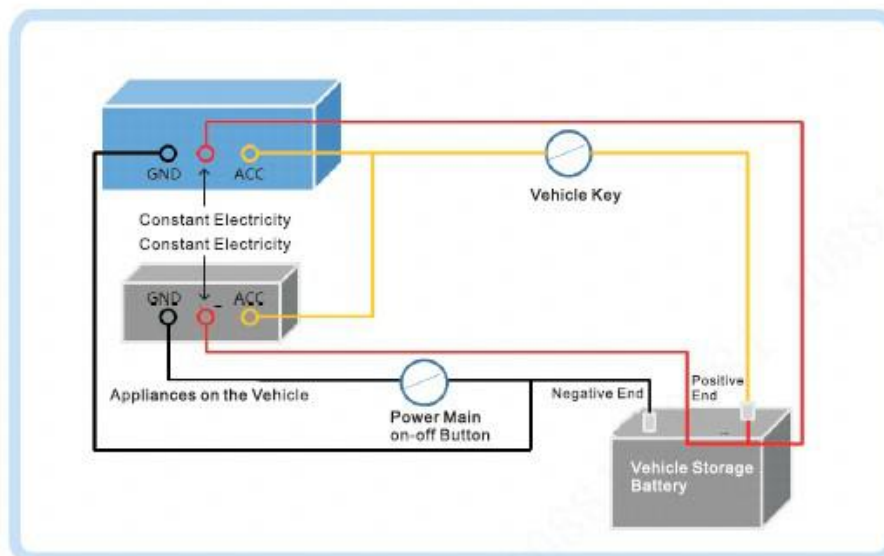 GND
ACC
Vehicle Key
Constant Electricity
Constant Electricity
GND
ACC
Appliances on the Vehicle
Power Main
on-off Button
Negative End
Positive
End
Vehicle Storage
Battery